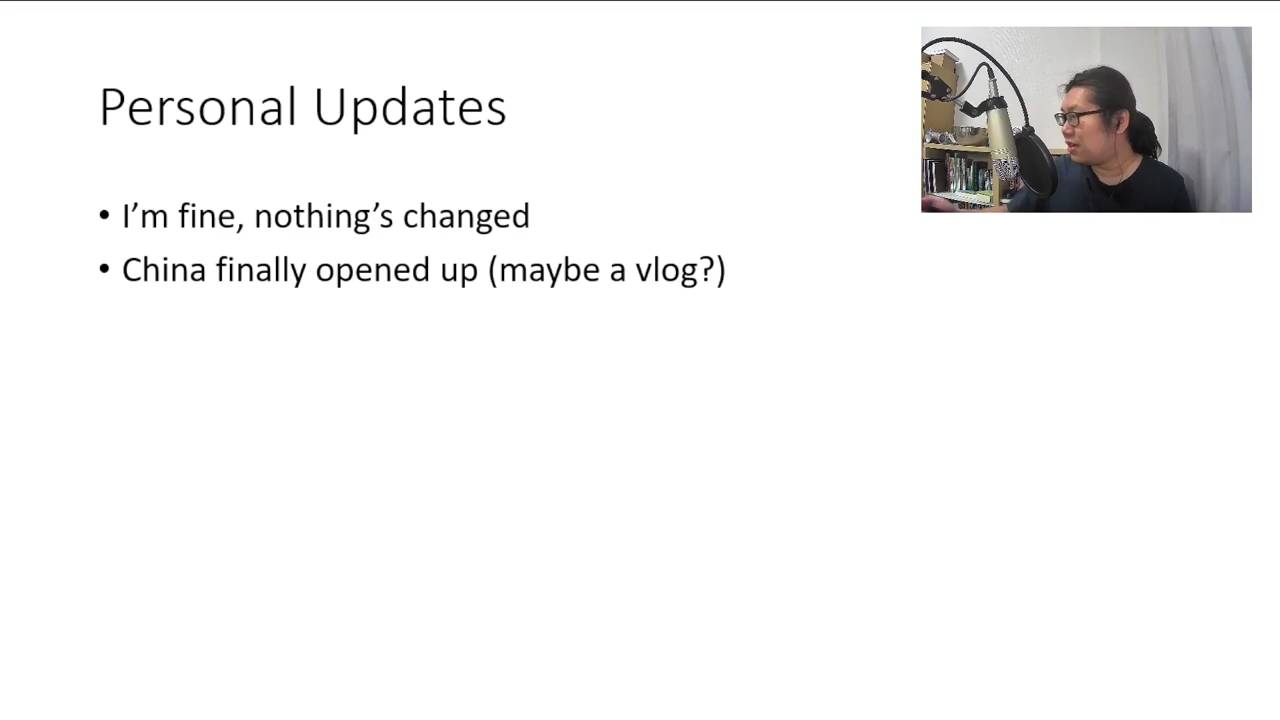 Personal Updates
• I’m fine, nothing’s changed
• China finally opened up (maybe a vlog?)